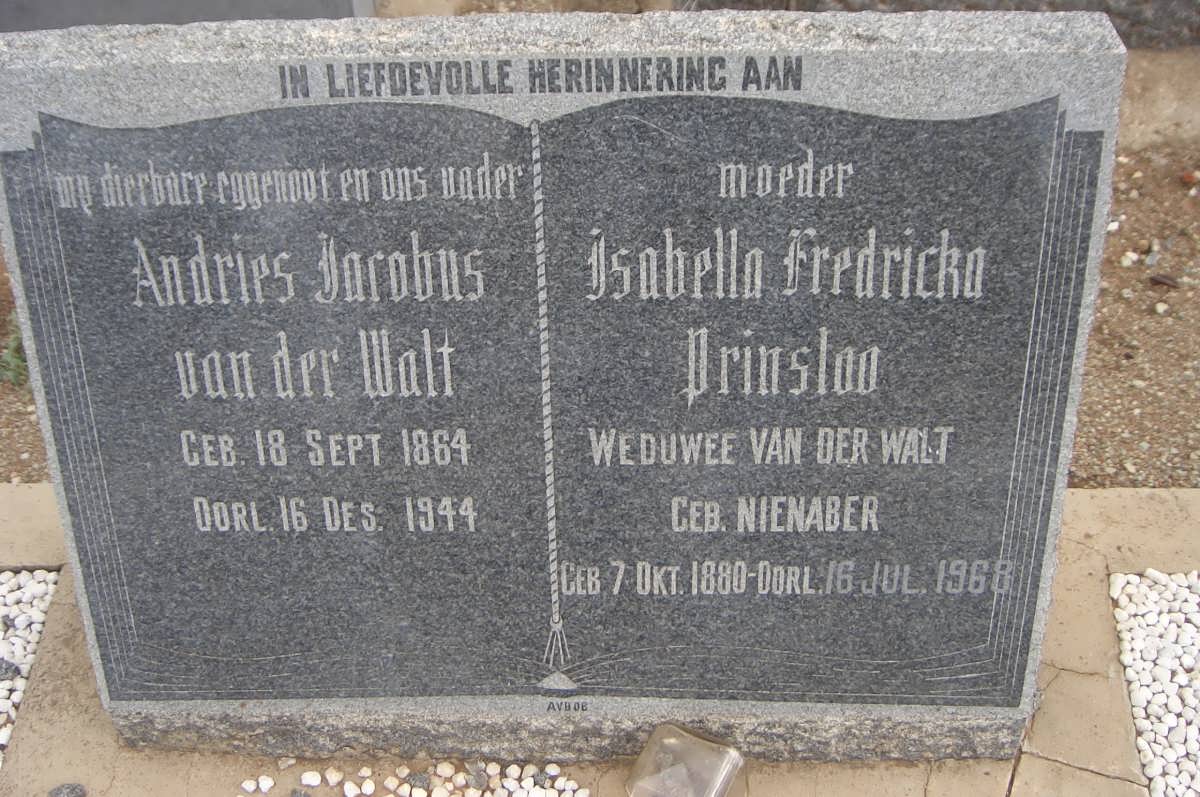 IN LIEFDEVOLLE HERINNERING AAN
my dierbare eggenoot en ons vader
Andries Jacobus
van der Walt
GEB. 18 SEPT 1864
OORL. 16 DES. 1944
moeder
Isabella Fredricka
Prinsloo
WEDUWEE VAN DER WALT
GEB. NIENABER
GEB 7 OKT. 1880-OORL. 16 JUL. 1968
AVBOB